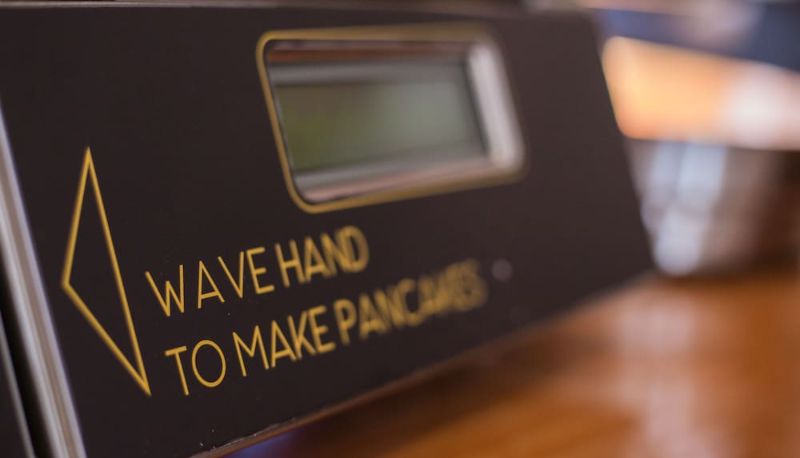 WAVE HAND
TO MAKE PANCAKES